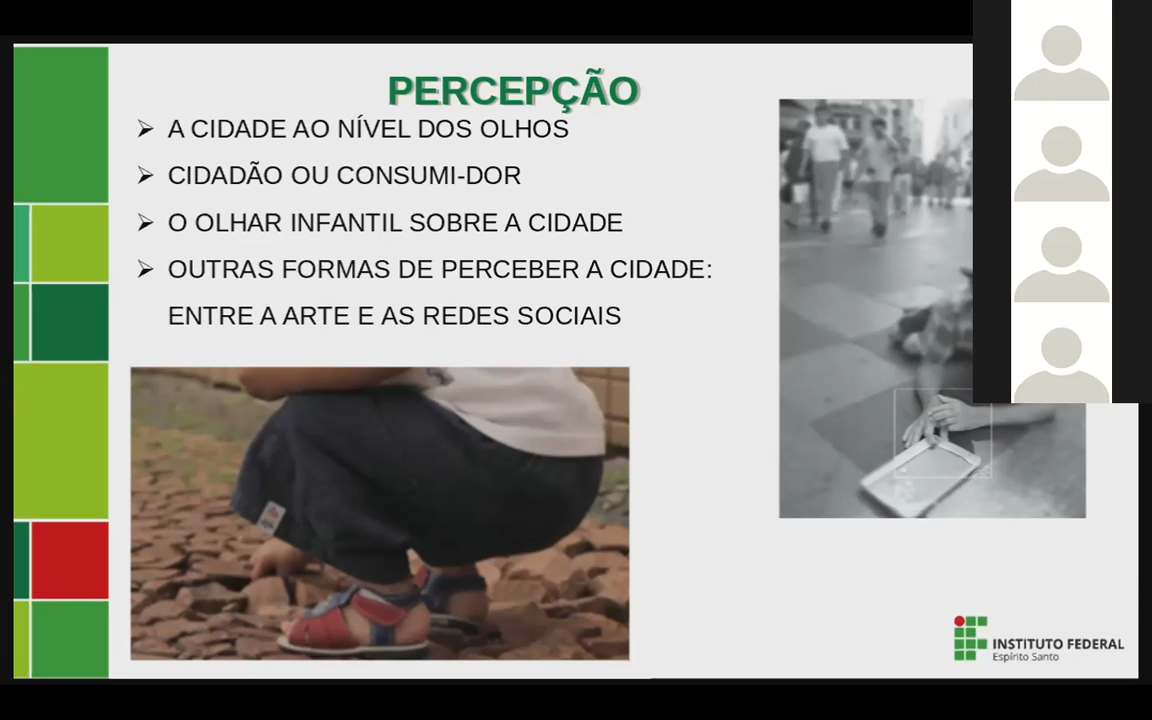 PERCEPÇÃO
A CIDADE AO NÍVEL DOS OLHOS
CIDADÃO OU CONSUMI-DOR
O OLHAR INFANTIL SOBRE A CIDADE
OUTRAS FORMAS DE PERCEBER A CIDADE:
ENTRE A ARTE E AS REDES SOCIAIS
INSTITUTO FEDERAL
Espírito Santo